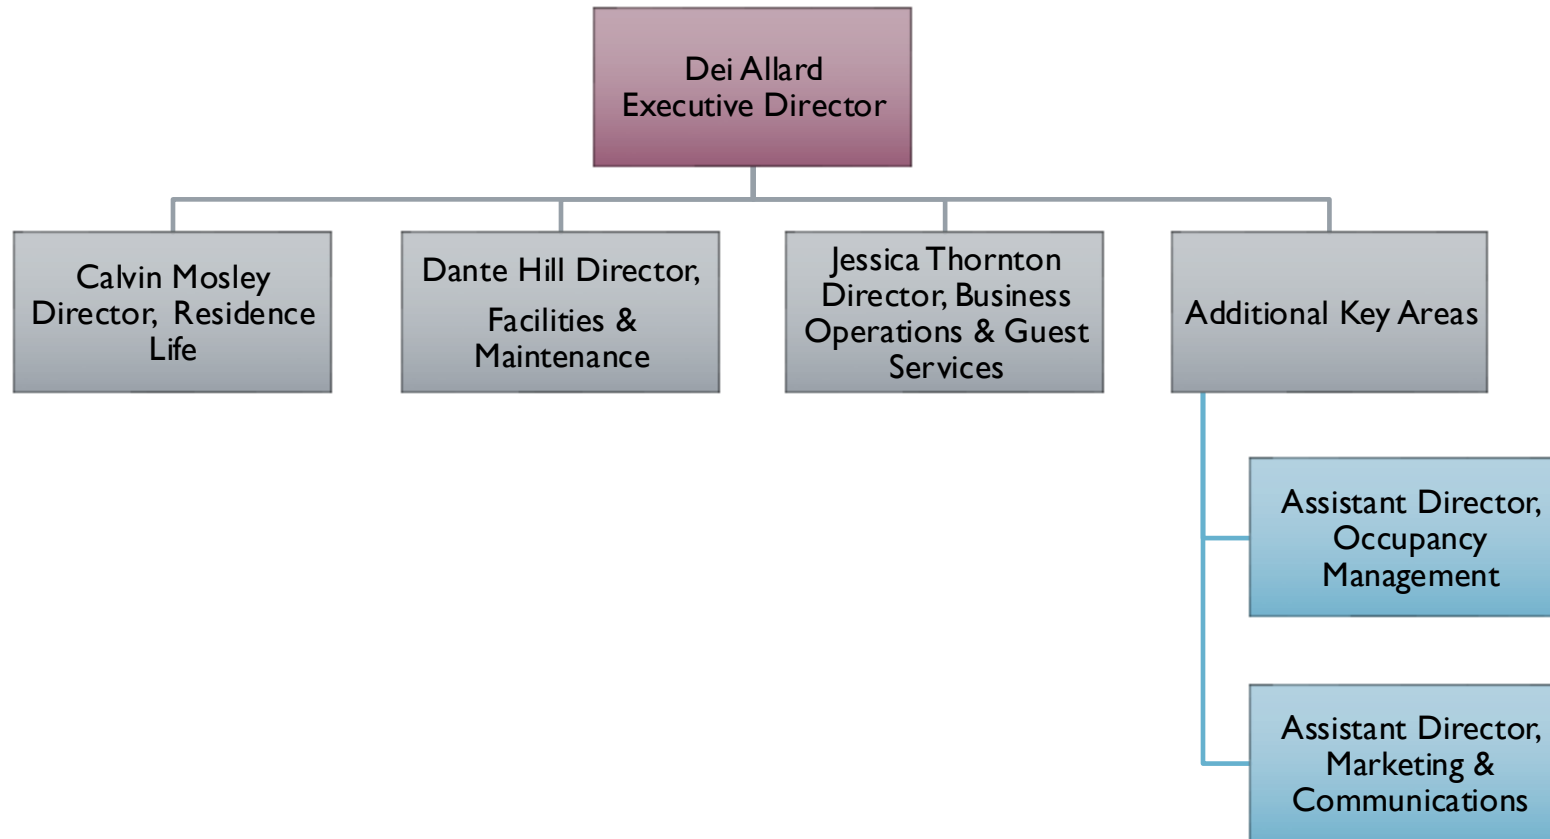 Dei Allard
Executive Director
Calvin Mosley
Director, Residence
Life
Dante Hill Director,
Facilities &
Maintenance
Jessica Thornton
Director, Business
Operations & Guest
Services
Additional Key Areas
Assistant Director,
Occupancy
Management
Assistant Director,
Marketing &
Communications